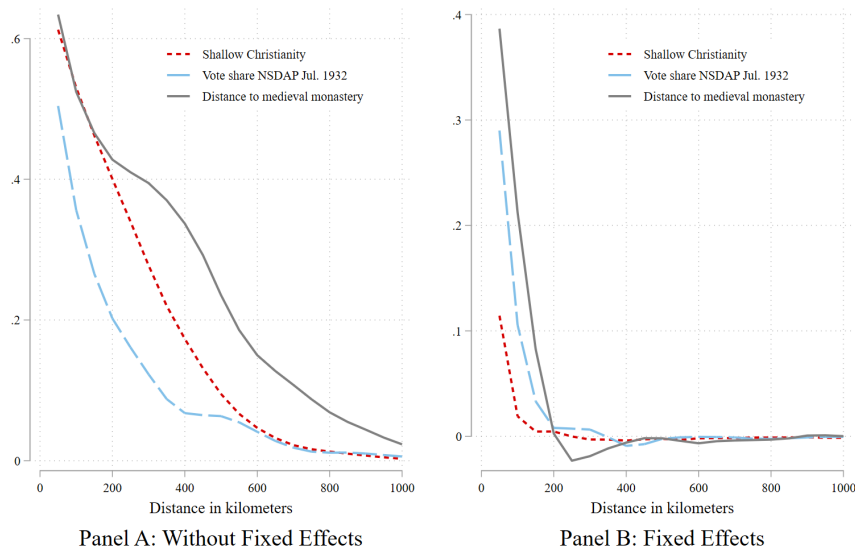 .6
.4
.2
0
Shallow Christianity
Vote share NSDAP Jul. 1932
Distance to medieval monastery
0 200 400 600 800 1000
Distance in kilometers
Panel A: Without Fixed Effects
.4
.3
.2
.1
0
Shallow Christianity
Vote share NSDAP Jul. 1932
Distance to medieval monastery
0 200 400 600 800 1000
Distance in kilometers
Panel B: Fixed Effects